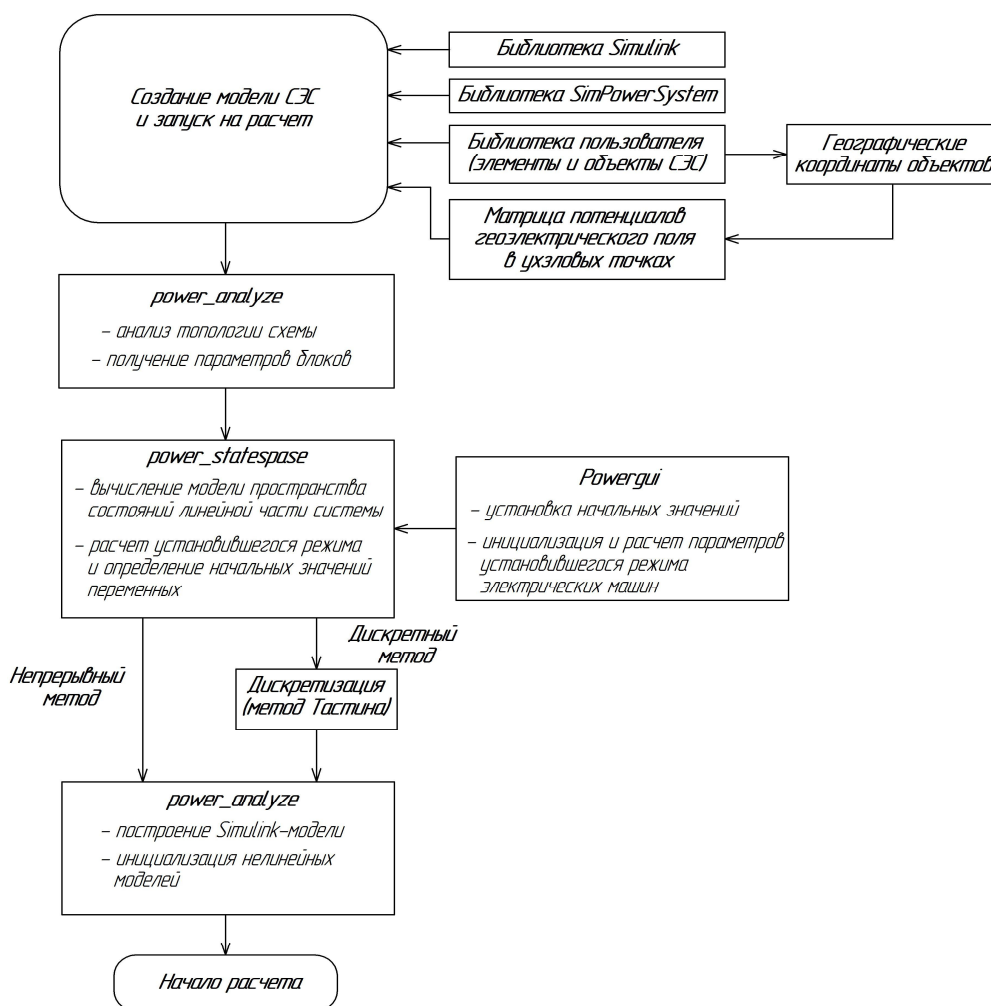 Создание модели СЭС
и запуск на расчет
Библиотека Simulink
Библиотека SimPowerSystem
Библиотека пользователя
(элементы и объекты СЭС)
Географические
координаты объектов
Матрица потенциалов
геоэлектрического поля
в ухзловых точках
power_analyze
– анализ топологии схемы
– получение параметров блоков
power_statespase
– вычисление модели пространства
состояний линейной части системы
– расчет установившегося режима
и определение начальных значений
переменных
Powergui
– установка начальных значений
– инициализация и расчет параметров
установившегося режима
электрических машин
Непрерывный
метод
Дискретный
метод
Дискретизация
(метод Тастина)
power_analyze
– построение Simulink–модели
– инициализация нелинейных
моделей
Начало расчета